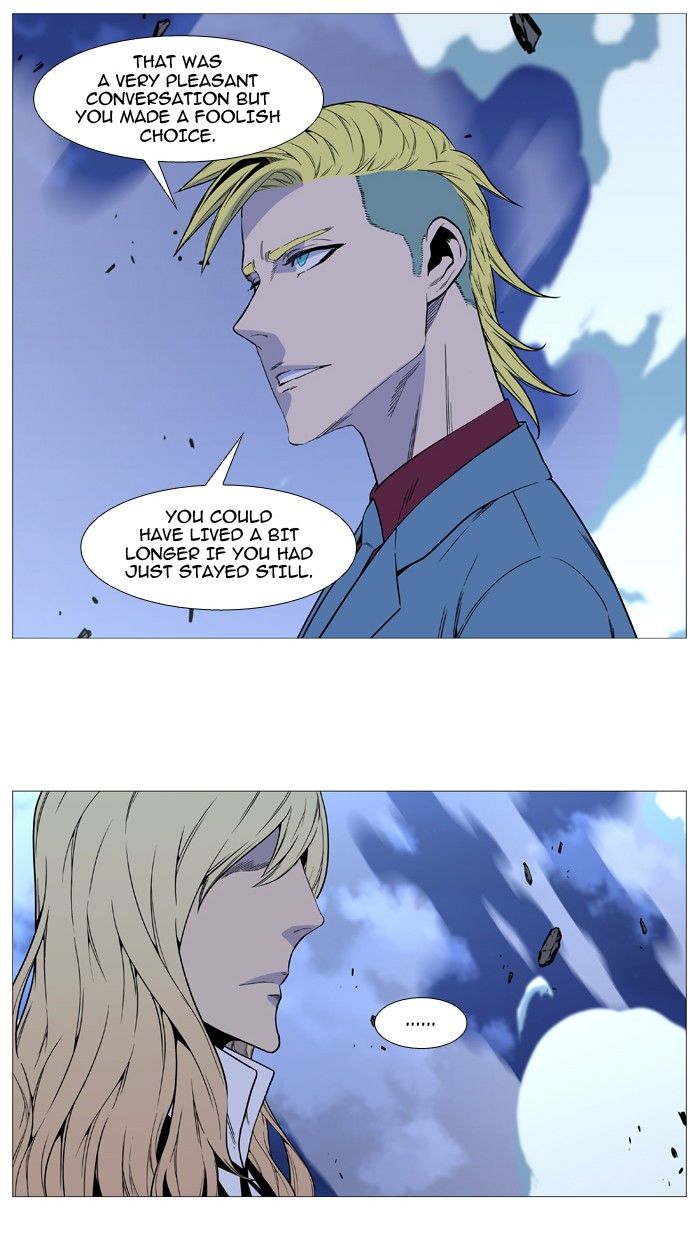 THAT WAS
A VERY PLEASANT
CONVERSATION BUT
YOU MADE A FOOLISH
CHOICE.
YOU COULD
HAVE LIVED A BIT
LONGER IF YOU HAD
JUST STAYED STILL.
......